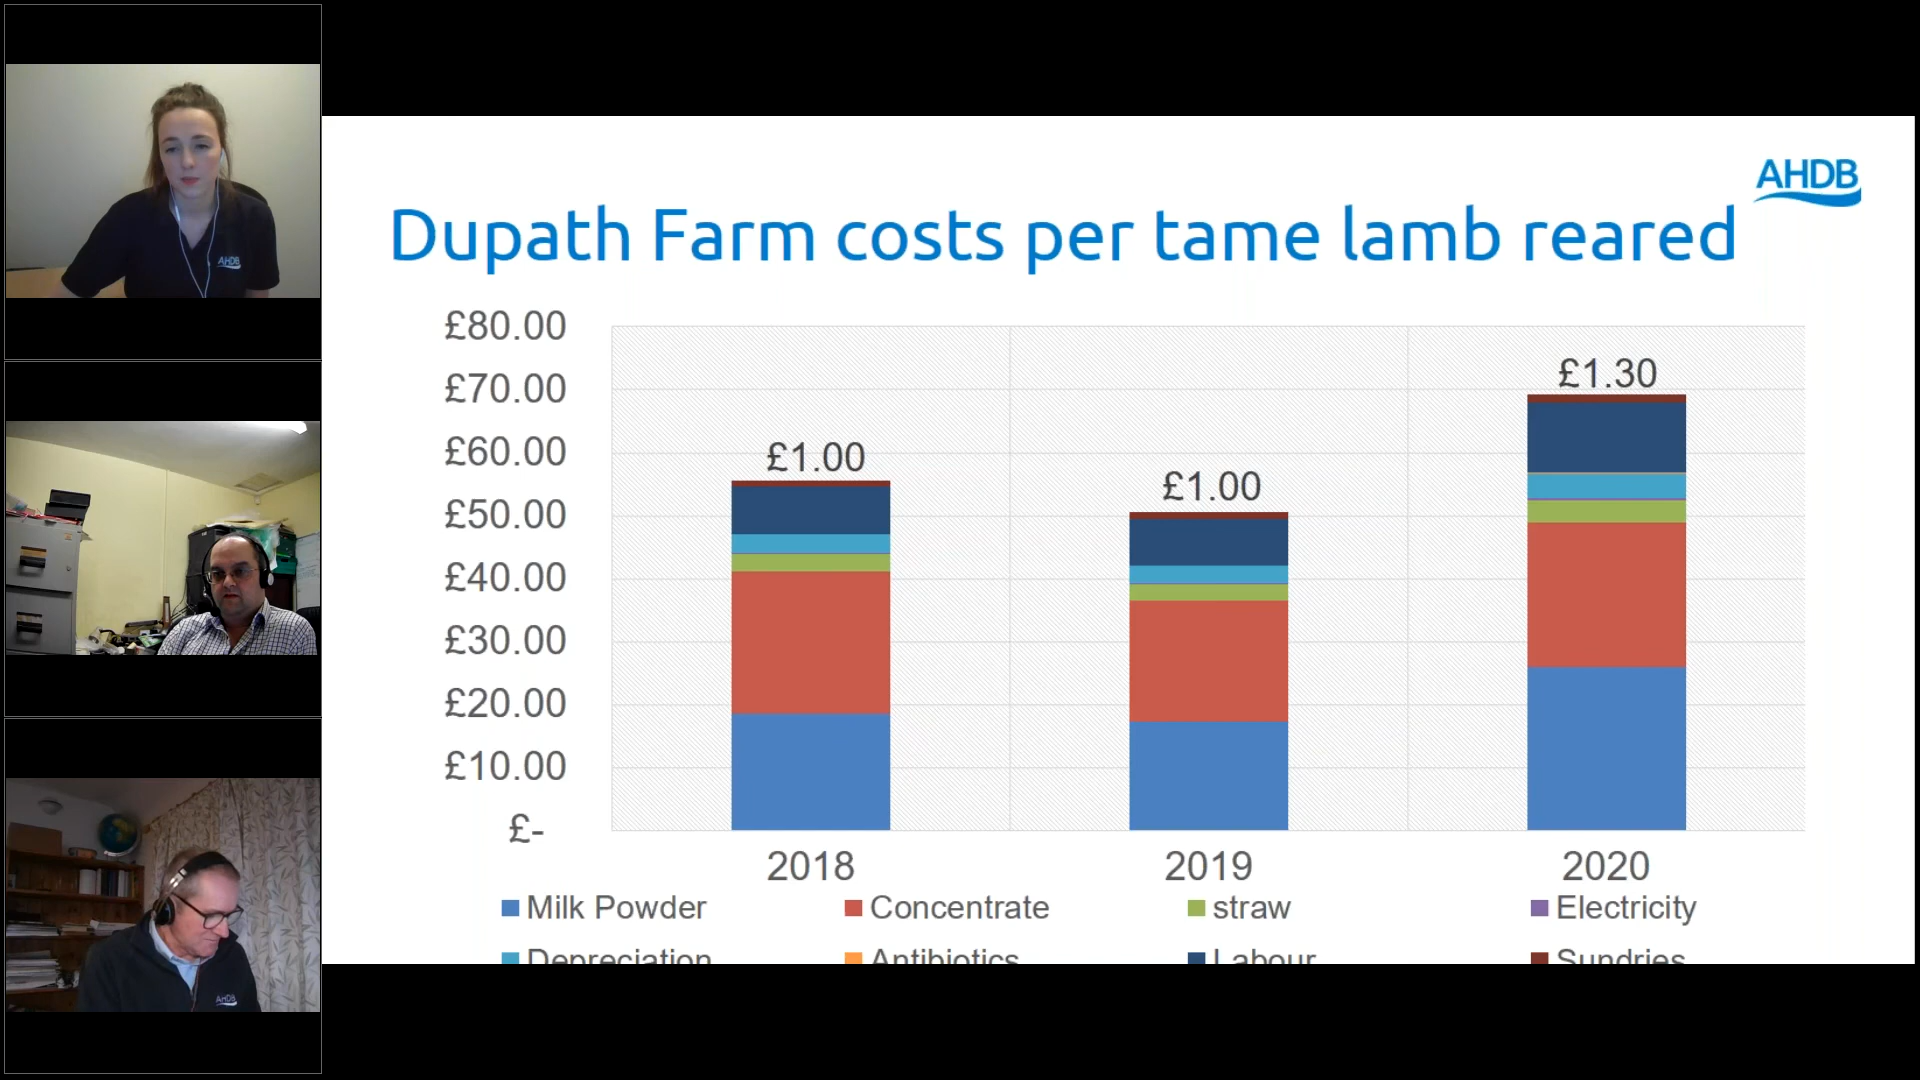 AHDB
Dupath Farm costs per tame lamb reared
£80.00
£70.00
£60.00
£50.00
£40.00
£30.00
£20.00
£10.00
£-
£1.00
£1.00
£1.30
2018 2019 2020
Milk Powder Concentrate straw Electricity
Depreciation Antibiotics Labour Sundries
AHDB
AHDB